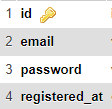 1 id
2 email
3 password
4 registered_at